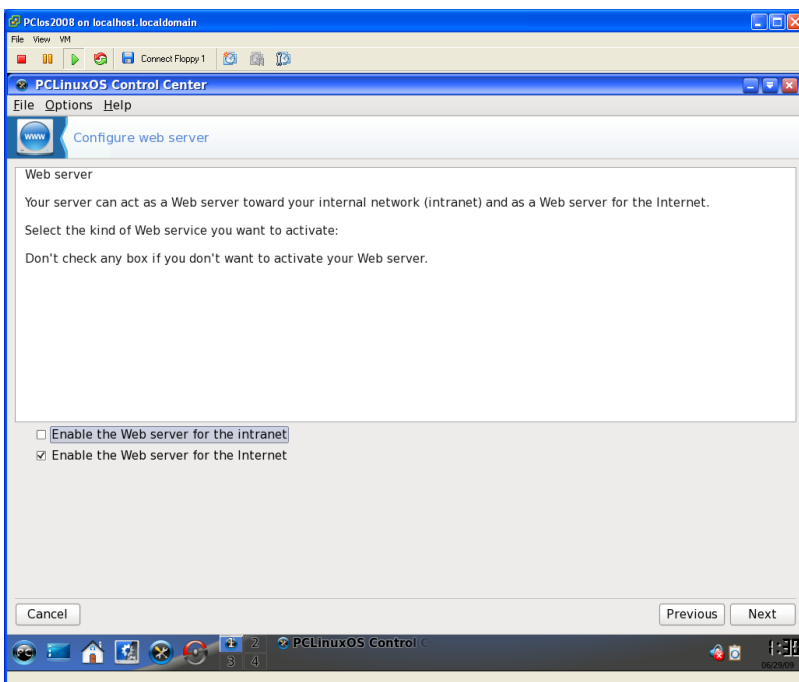 PClos2008 on localhost.localdomain
File View VM
Connect Floppy 1
PCLinuxOS Control Center
File Options Help
www
Configure web server
Web server
Your server can act as a Web server toward your internal network (intranet) and as a Web server for the Internet.
Select the kind of Web service you want to activate:
Don't check any box if you don't want to activate your Web server.
Enable the Web server for the intranet
Enable the Web server for the Internet
Cancel
Previous
Next
1 2
PCLinuxOS Control C
3 4
06/29/09